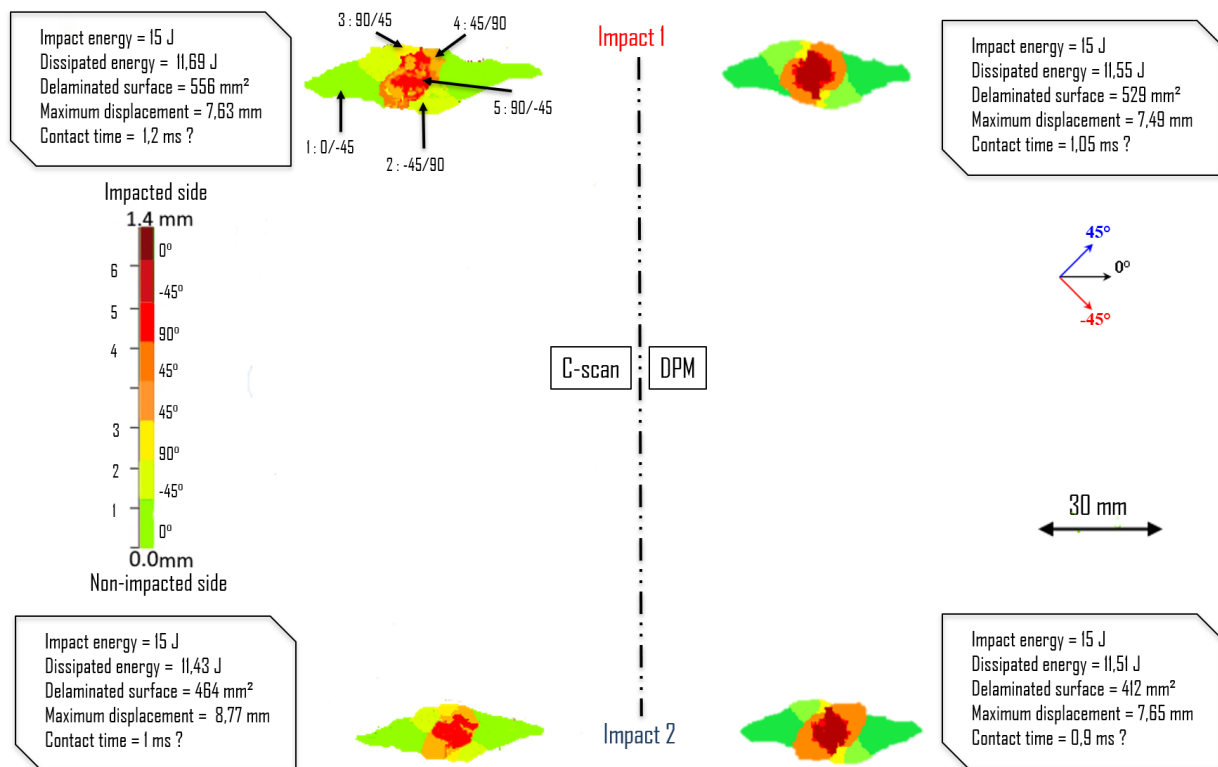 Impact energy = 15 J
Dissipated energy = 11,69 J
Delaminated surface = 556 mm²
Maximum displacement = 7,63 mm
Contact time = 1,2 ms ?
3 : 90/45
4 : 45/90
5 : 90/-45
1 : 0/-45
2 : -45/90
Impact 1
Impact energy = 15 J
Dissipated energy = 11,55 J
Delaminated surface = 529 mm²
Maximum displacement = 7,49 mm
Contact time = 1,05 ms ?
Impacted side
1.4 mm
0°
6
-45°
5
90°
4
45°
45°
3
90°
2
-45°
1
0°
0.0mm
Non-impacted side
45°
0°
-45°
C-scan
DPM
30 mm
Impact energy = 15 J
Dissipated energy = 11,43 J
Delaminated surface = 464 mm²
Maximum displacement = 8,77 mm
Contact time = 1 ms ?
Impact 2
Impact energy = 15 J
Dissipated energy = 11,51 J
Delaminated surface = 412 mm²
Maximum displacement = 7,65 mm
Contact time = 0,9 ms ?